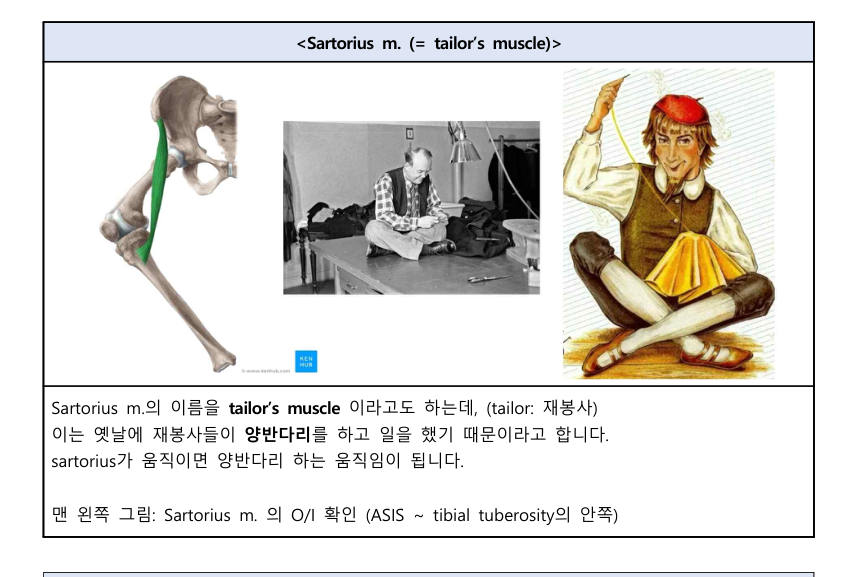 <Sartorius m. (= tailor's muscle)>
KEN
HUB
© www.kenhub.com
Sartorius m.의 이름을 tailor's muscle 이라고도 하는데, (tailor: 재봉사)
이는 옛날에 재봉사들이 양반다리를 하고 일을 했기 때문이라고 합니다.
sartorius가 움직이면 양반다리 하는 움직임이 됩니다.
맨 왼쪽 그림: Sartorius m. 의 O/I 확인 (ASIS ~ tibial tuberosity의 안쪽)